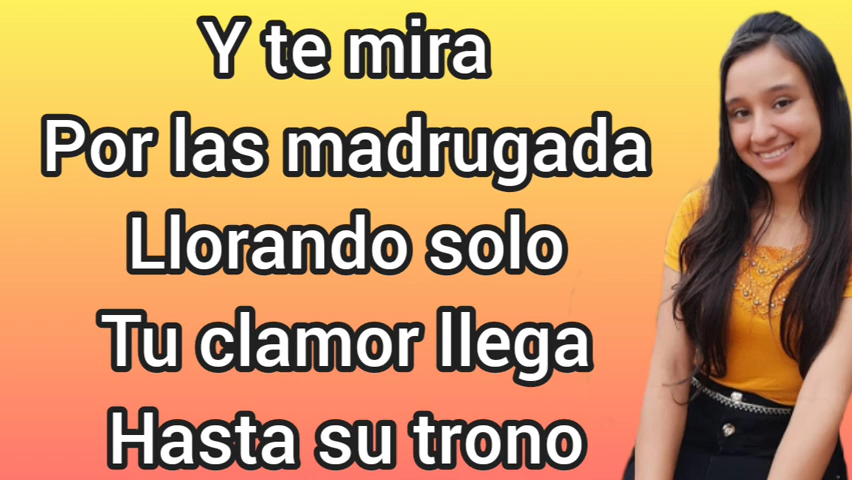 Y te mira
Por las madrugada
Llorando solo
Tu clamor llega
Hasta su trono